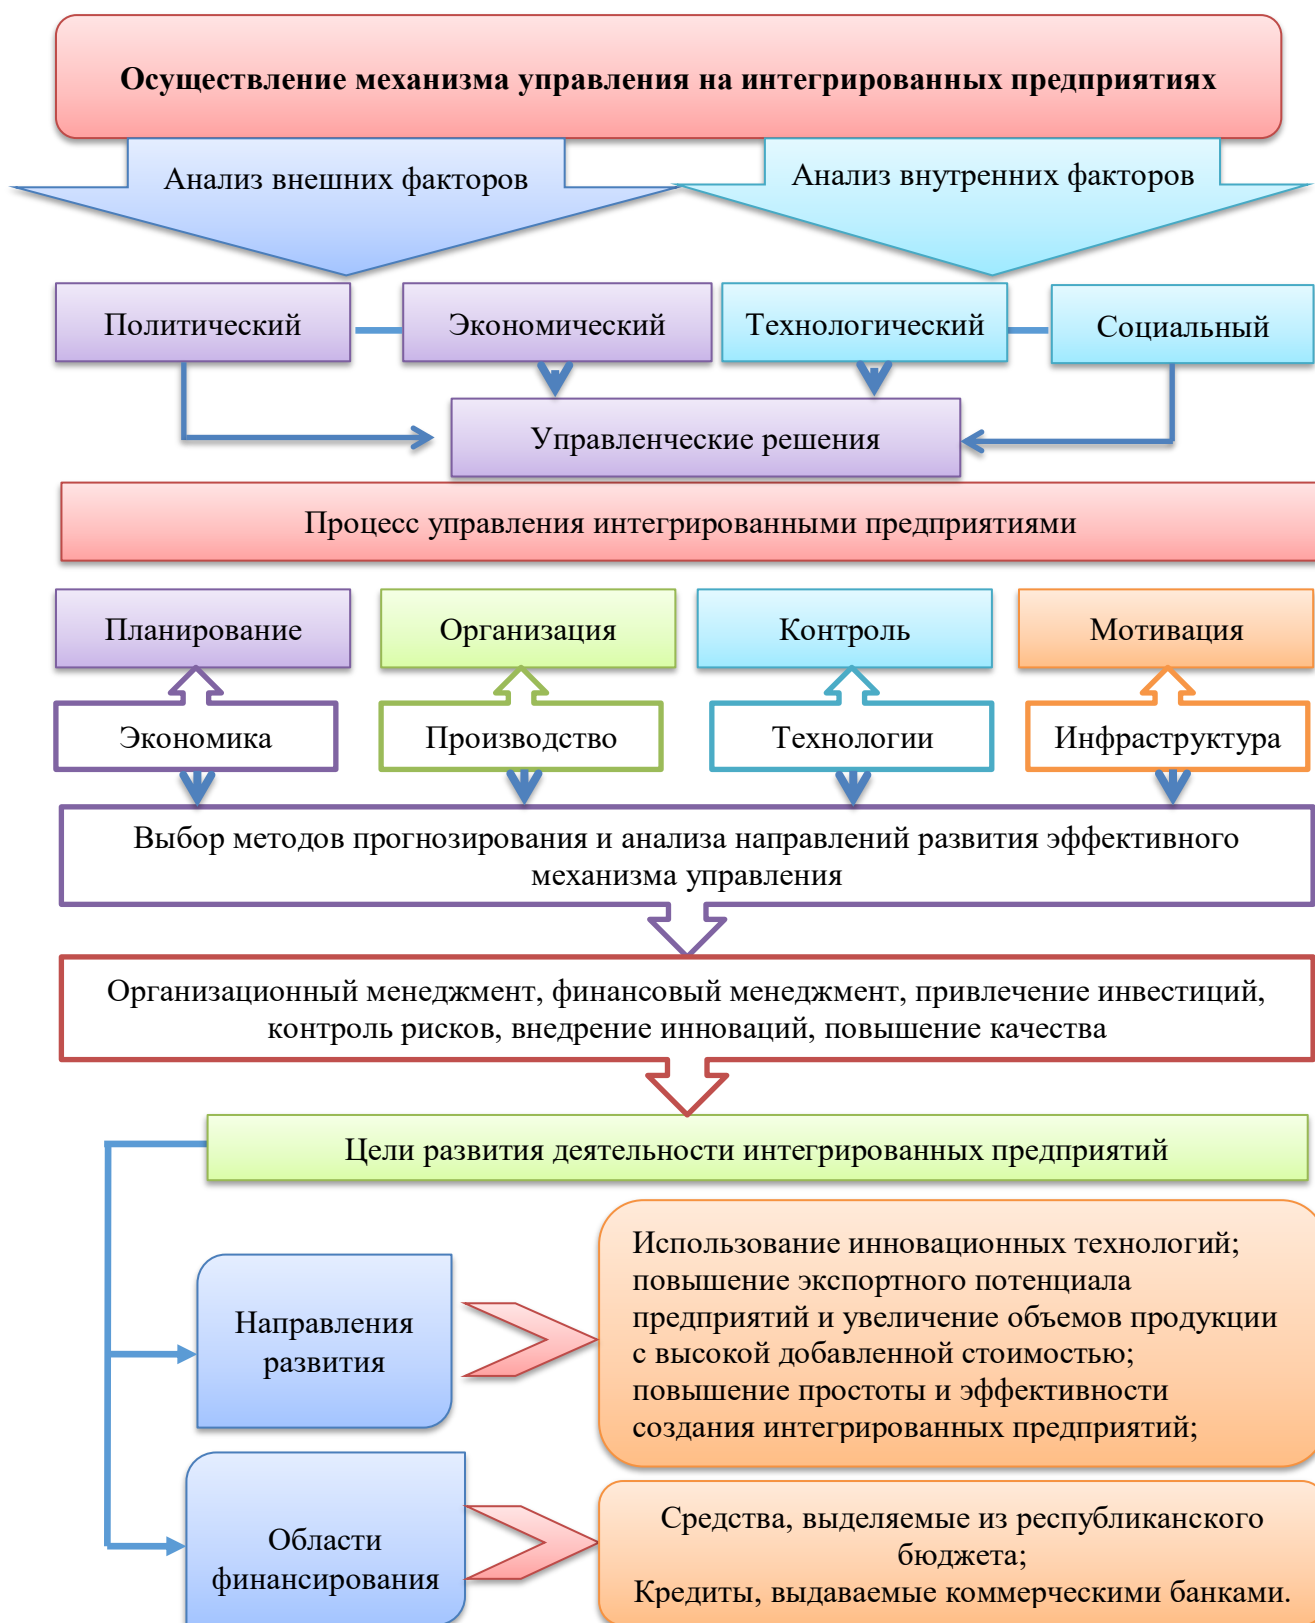 Осуществление механизма управления на интегрированных предприятиях
Анализ внешних факторов
Анализ внутренних факторов
Политический
Экономический
Технологический
Социальный
Управленческие решения
Процесс управления интегрированными предприятиями
Планирование
Организация
Контроль
Мотивация
Экономика
Производство
Технологии
Инфраструктура
Выбор методов прогнозирования и анализа направлений развития эффективного
механизма управления
Организационный менеджмент, финансовый менеджмент, привлечение инвестиций,
контроль рисков, внедрение инноваций, повышение качества
Цели развития деятельности интегрированных предприятий
Направления
развития
Использование инновационных технологий;
повышение экспортного потенциала
предприятий и увеличение объемов продукции
с высокой добавленной стоимостью;
повышение простоты и эффективности
создания интегрированных предприятий;
Области
финансирования
Средства, выделяемые из республиканского
бюджета;
Кредиты, выдаваемые коммерческими банками.